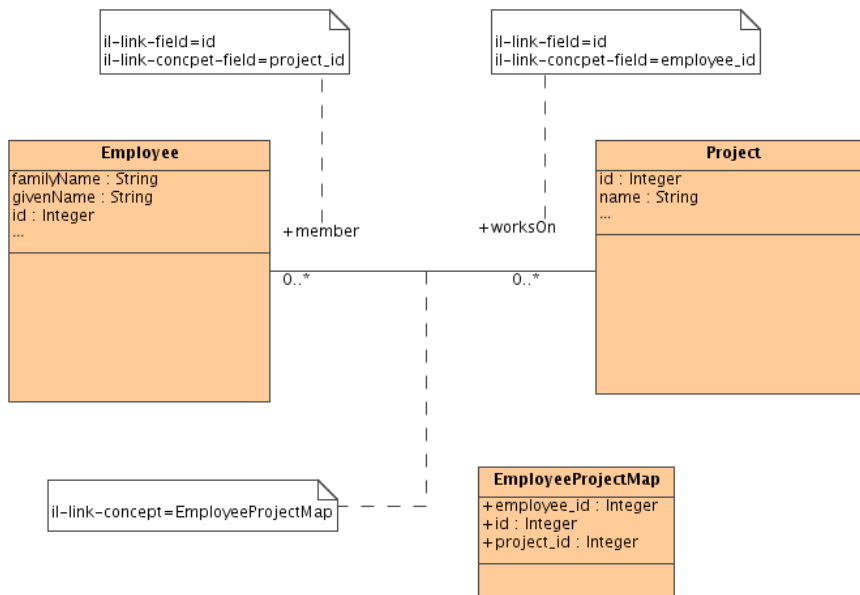 il-link-field=id
il-link-concpet-field=project_id
il-link-field=id
il-link-concpet-field=employee_id
Employee
familyName : String
givenName : String
id : Integer
...
Project
id : Integer
name : String
...
+member
+worksOn
0..*
0..*
il-link-concept=EmployeeProjectMap
EmployeeProjectMap
+employee_id : Integer
+id : Integer
+project_id : Integer